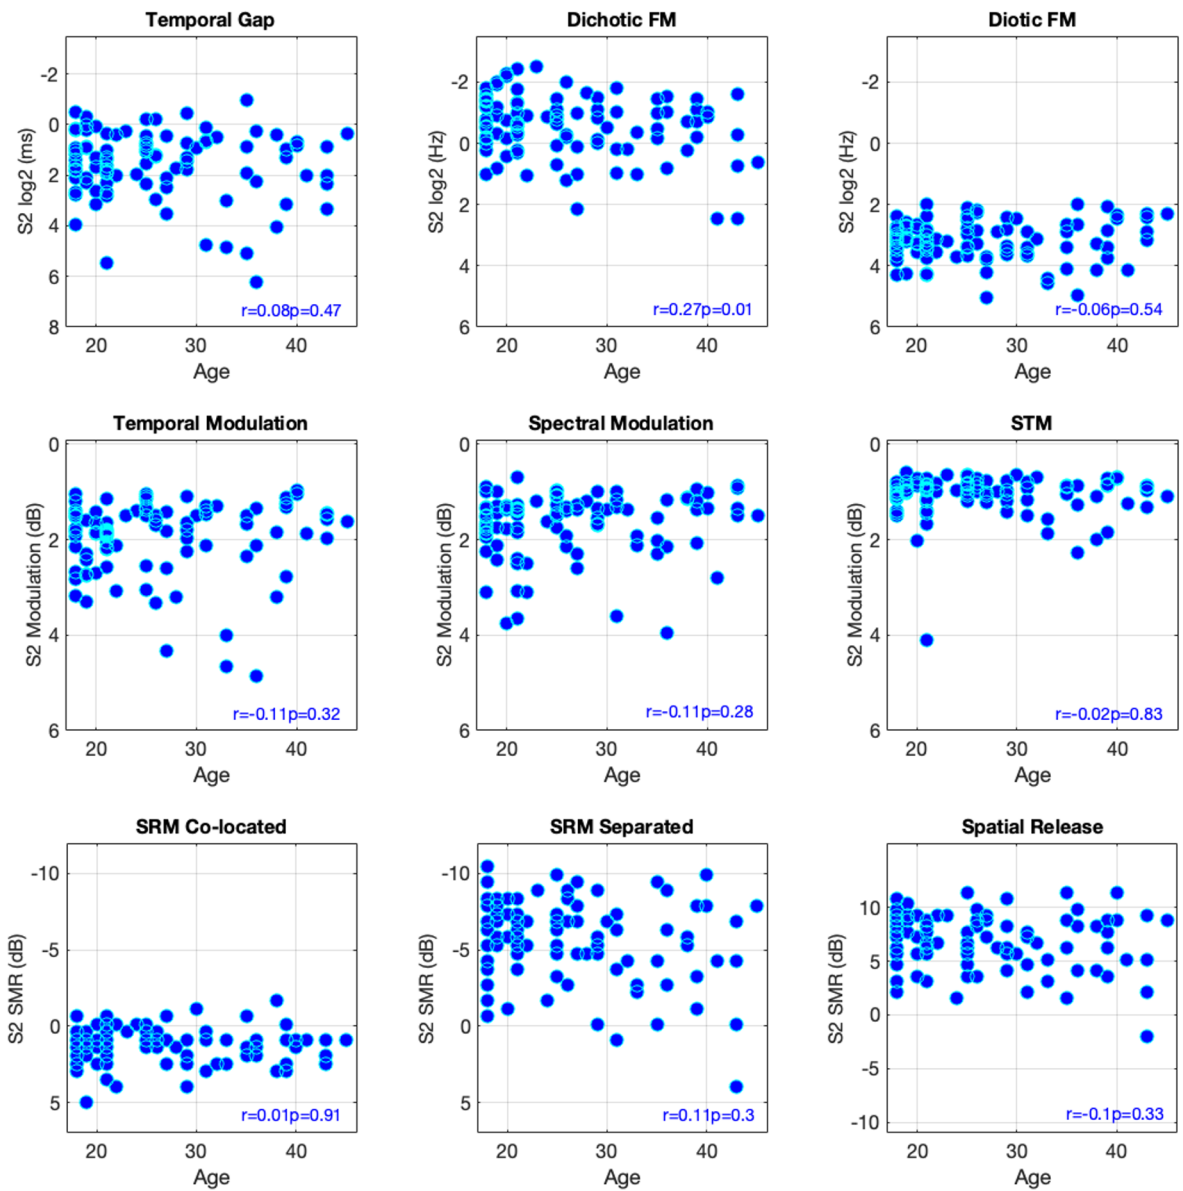 Temporal Gap
Dichotic FM
Diotic FM
-2
0
2
4
6
8
S2 log2 (ms)
r=0.08p=0.47
20 30 40
Age
-2
0
2
4
6
S2 log2 (Hz)
r=0.27p=0.01
20 30 40
Age
-2
0
2
4
6
S2 log2 (Hz)
r=-0.06p=0.54
20 30 40
Age
Temporal Modulation
Spectral Modulation
STM
0
2
4
6
S2 Modulation (dB)
r=-0.11p=0.32
20 30 40
Age
0
2
4
6
S2 Modulation (dB)
r=-0.11p=0.28
20 30 40
Age
0
2
4
6
S2 Modulation (dB)
r=-0.02p=0.83
20 30 40
Age
SRM Co-located
SRM Separated
Spatial Release
-10
-5
0
5
S2 SMR (dB)
r=0.01p=0.91
20 30 40
Age
-10
-5
0
5
S2 SMR (dB)
r=0.11p=0.3
20 30 40
Age
10
5
0
-5
-10
S2 SMR (dB)
r=-0.1p=0.33
20 30 40
Age